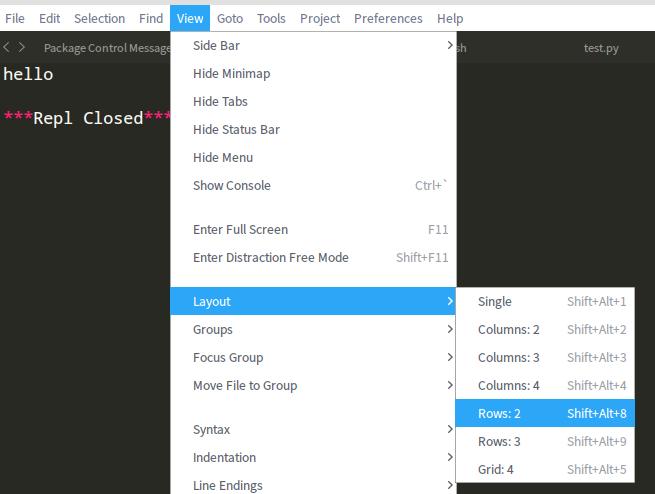 File Edit Selection Find View Goto Tools Project Preferences Help
Package Control Message sh test.py
hello
***Repl Closed***
Side Bar
Hide Minimap
Hide Tabs
Hide Status Bar
Hide Menu
Show Console Ctrl+`
Enter Full Screen F11
Enter Distraction Free Mode Shift+F11
Layout
Groups
Focus Group
Move File to Group
Syntax
Indentation
Line Endings
Single Shift+Alt+1
Columns: 2 Shift+Alt+2
Columns: 3 Shift+Alt+3
Columns: 4 Shift+Alt+4
Rows: 2 Shift+Alt+8
Rows: 3 Shift+Alt+9
Grid: 4 Shift+Alt+5